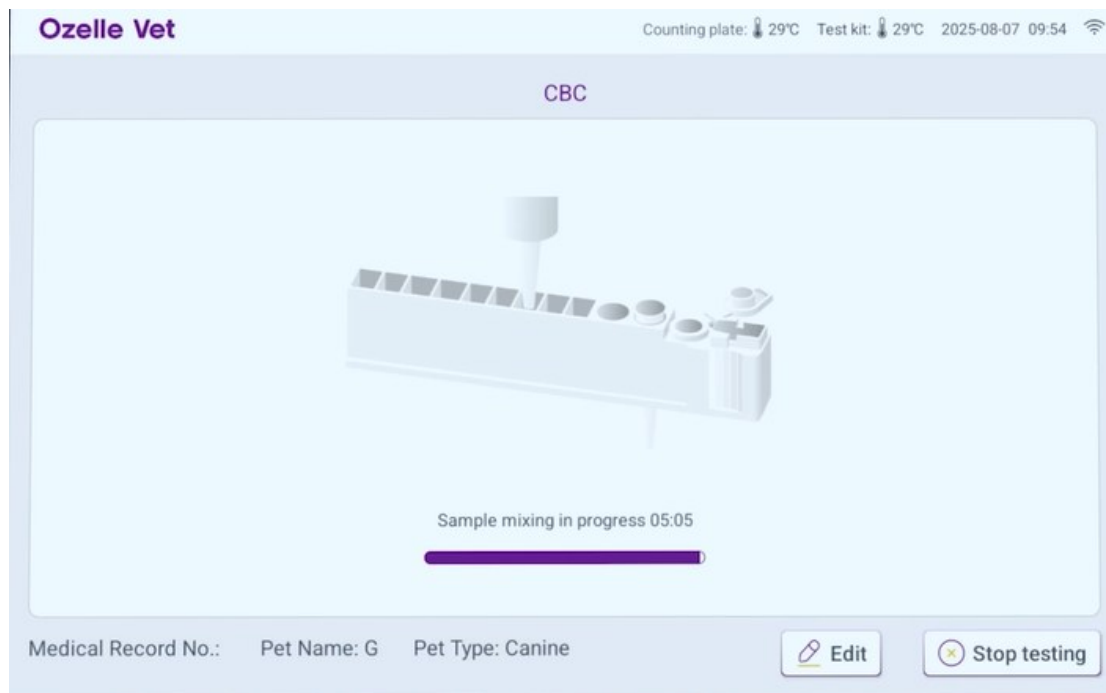 Ozelle Vet
Counting plate: 29℃ Test kit: 29℃ 2025-08-07 09:54
CBC
Sample mixing in progress 05:05
Medical Record No.: Pet Name: G Pet Type: Canine Edit Stop testing